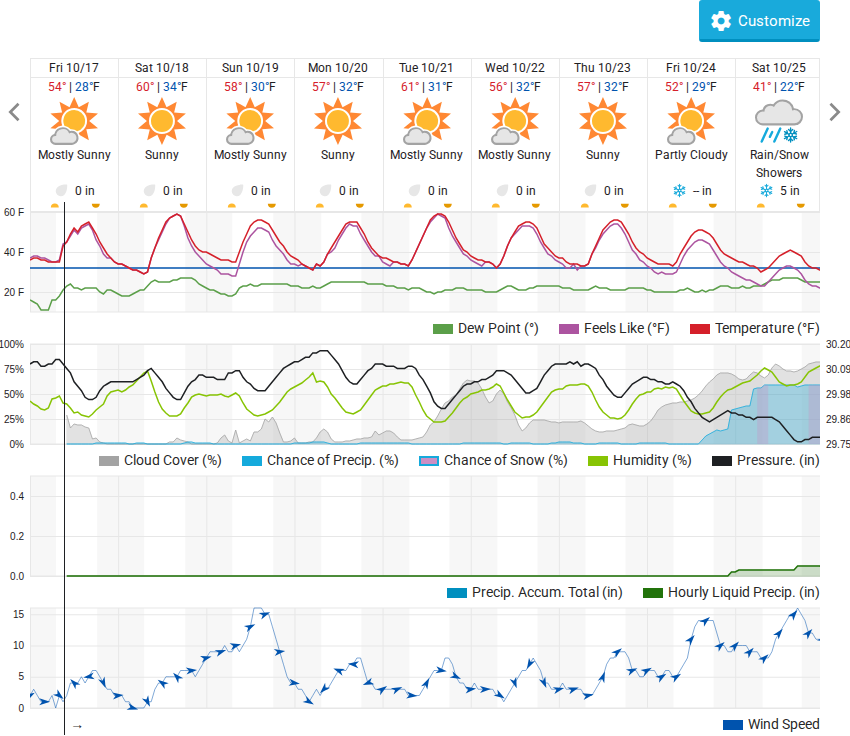 Customize
Fri 10/17 Sat 10/18 Sun 10/19 Mon 10/20 Tue 10/21 Wed 10/22 Thu 10/23 Fri 10/24 Sat 10/25
54° | 28°F 60° | 34°F 58° | 30°F 57° | 32°F 61° | 31°F 56° | 32°F 57° | 32°F 52° | 29°F 41° | 22°F
Mostly Sunny Sunny Mostly Sunny Sunny Mostly Sunny Mostly Sunny Sunny Partly Cloudy Rain/Snow
Showers
0 in 0 in 0 in 0 in 0 in 0 in 0 in -- in 5 in
60 F
40 F
20 F
Dew Point (°) Feels Like (°F) Temperature (°F)
100% 30.20
75% 30.09
50% 29.98
25% 29.86
0% 29.75
Cloud Cover (%) Chance of Precip. (%) Chance of Snow (%) Humidity (%) Pressure. (in)
0.4
0.2
0.0
Precip. Accum. Total (in) Hourly Liquid Precip. (in)
15
10
5
0
→ Wind Speed